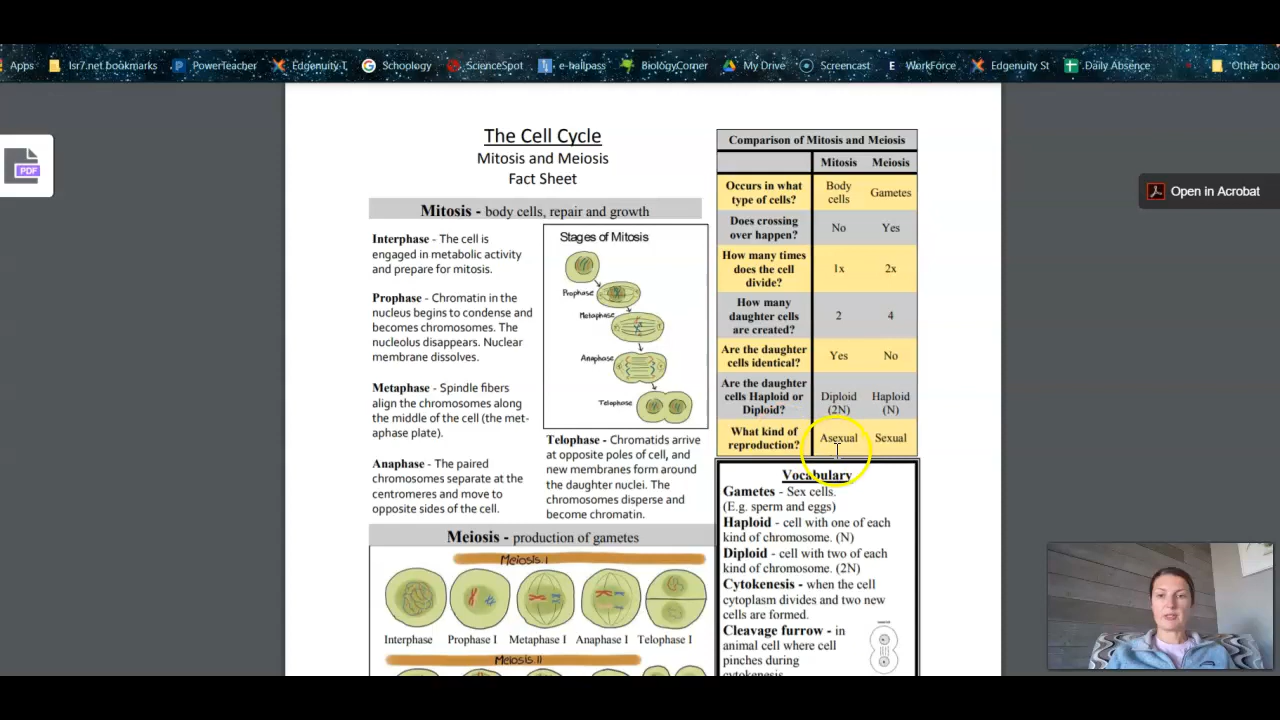 Apps
lsr7.net bookmarks
PowerTeacher
Edgenuity T
Schoology
ScienceSpot
e-hallpass
BiologyCorner
My Drive
Screencast
E WorkForce
Edgenuity St
Daily Absence
Other boo
PDF
Open in Acrobat
The Cell Cycle
Mitosis and Meiosis
Fact Sheet
Mitosis - body cells, repair and growth
Interphase - The cell is
engaged in metabolic activity
and prepare for mitosis.
Prophase - Chromatin in the
nucleus begins to condense and
becomes chromosomes. The
nucleolus disappears. Nuclear
membrane dissolves.
Metaphase - Spindle fibers
align the chromosomes along
the middle of the cell (the met-
aphase plate).
Anaphase - The paired
chromosomes separate at the
centromeres and move to
opposite sides of the cell.
Stages of Mitosis
Prophase
Metaphase
Anaphase
Telophase
Telophase - Chromatids arrive
at opposite poles of cell, and
new membranes form around
the daughter nuclei. The
chromosomes disperse and
become chromatin.
Meiosis - production of gametes
Meiosis I
Interphase Prophase I Metaphase I Anaphase I Telophase I
Meiosis II
Comparison of Mitosis and Meiosis
Mitosis Meiosis
Occurs in what
type of cells?
Body
cells
Gametes
Does crossing
over happen?
No Yes
How many times
does the cell
divide?
1x 2x
How many
daughter cells
are created?
2 4
Are the daughter
cells identical?
Yes No
Are the daughter
cells Haploid or
Diploid?
Diploid
(2N)
Haploid
(N)
What kind of
reproduction?
Asexual Sexual
Vocabulary
Gametes - Sex cells.
(E.g. sperm and eggs)
Haploid - cell with one of each
kind of chromosome. (N)
Diploid - cell with two of each
kind of chromosome. (2N)
Cytokenesis - when the cell
cytoplasm divides and two new
cells are formed.
Cleavage furrow - in
animal cell where cell
pinches during
cytokenesis